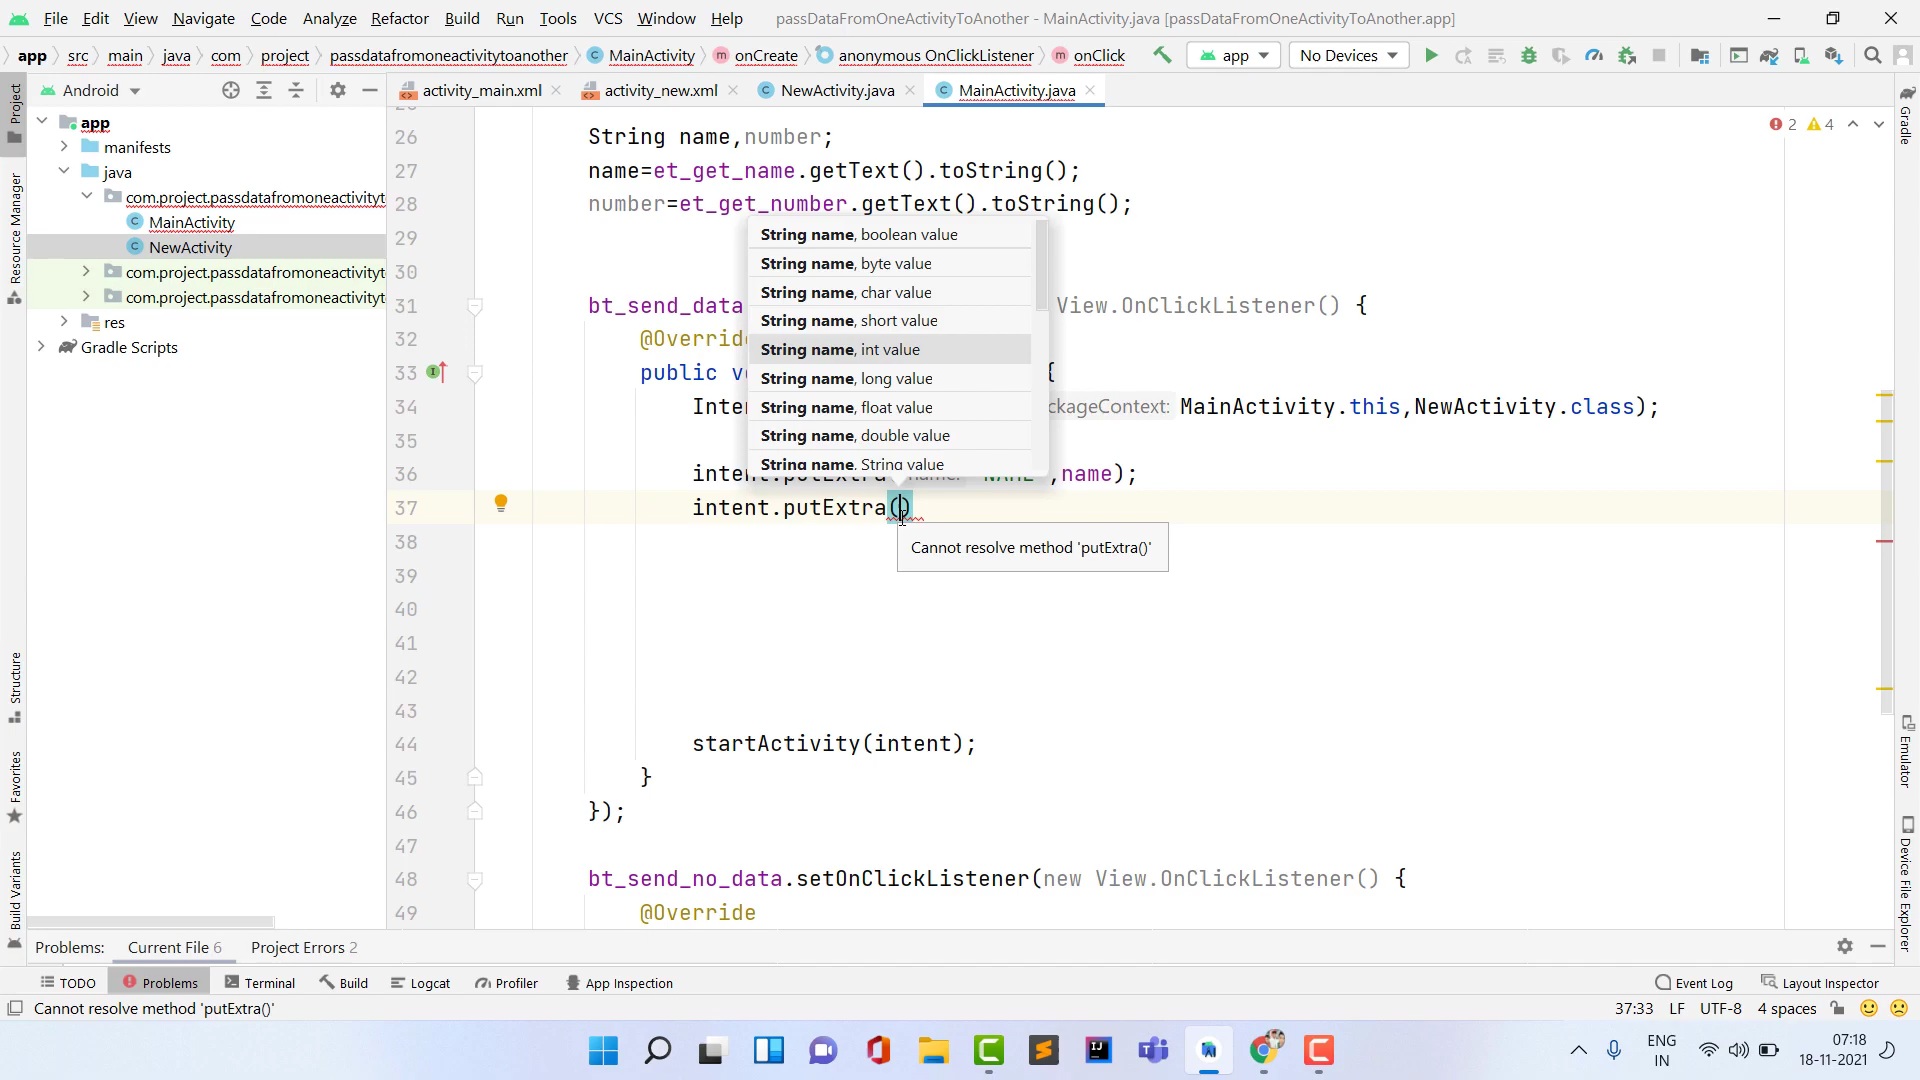 File Edit View Navigate Code Analyze Refactor Build Run Tools VCS Window Help passDataFromOneActivityToAnother - MainActivity.java [passDataFromOneActivityToAnother.app]
app src main java com project passdatafromoneactivitytoanother MainActivity onCreate anonymous OnClickListener onClick app No Devices
Android activity_main.xml activity_new.xml NewActivity.java MainActivity.java
Project
Resource Manager
Structure
Favorites
Build Variants
app
manifests
java
com.project.passdatafromoneactivityt
MainActivity
NewActivity
com.project.passdatafromoneactivityt
com.project.passdatafromoneactivityt
res
Gradle Scripts
2 4
26 String name,number;
27 name=et_get_name.getText().toString();
28 number=et_get_number.getText().toString();
29
30
31 bt_send_data View.OnClickListener() {
32 @Override
33 public v {
34 Inte ckageContext: MainActivity.this,NewActivity.class);
35
36 intent.putExtra( name: "NAME",name);
37 intent.putExtra()
38
39
40
41
42
43
44 startActivity(intent);
45 }
46 });
47
48 bt_send_no_data.setOnClickListener(new View.OnClickListener() {
49 @Override
String name, boolean value
String name, byte value
String name, char value
String name, short value
String name, int value
String name, long value
String name, float value
String name, double value
String name, String value
Cannot resolve method 'putExtra()'
Gradle
Emulator
Device File Explorer
Problems: Current File 6 Project Errors 2
TODO Problems Terminal Build Logcat Profiler App Inspection Event Log Layout Inspector
Cannot resolve method 'putExtra()' 37:33 LF UTF-8 4 spaces
ENG
IN
07:18
18-11-2021